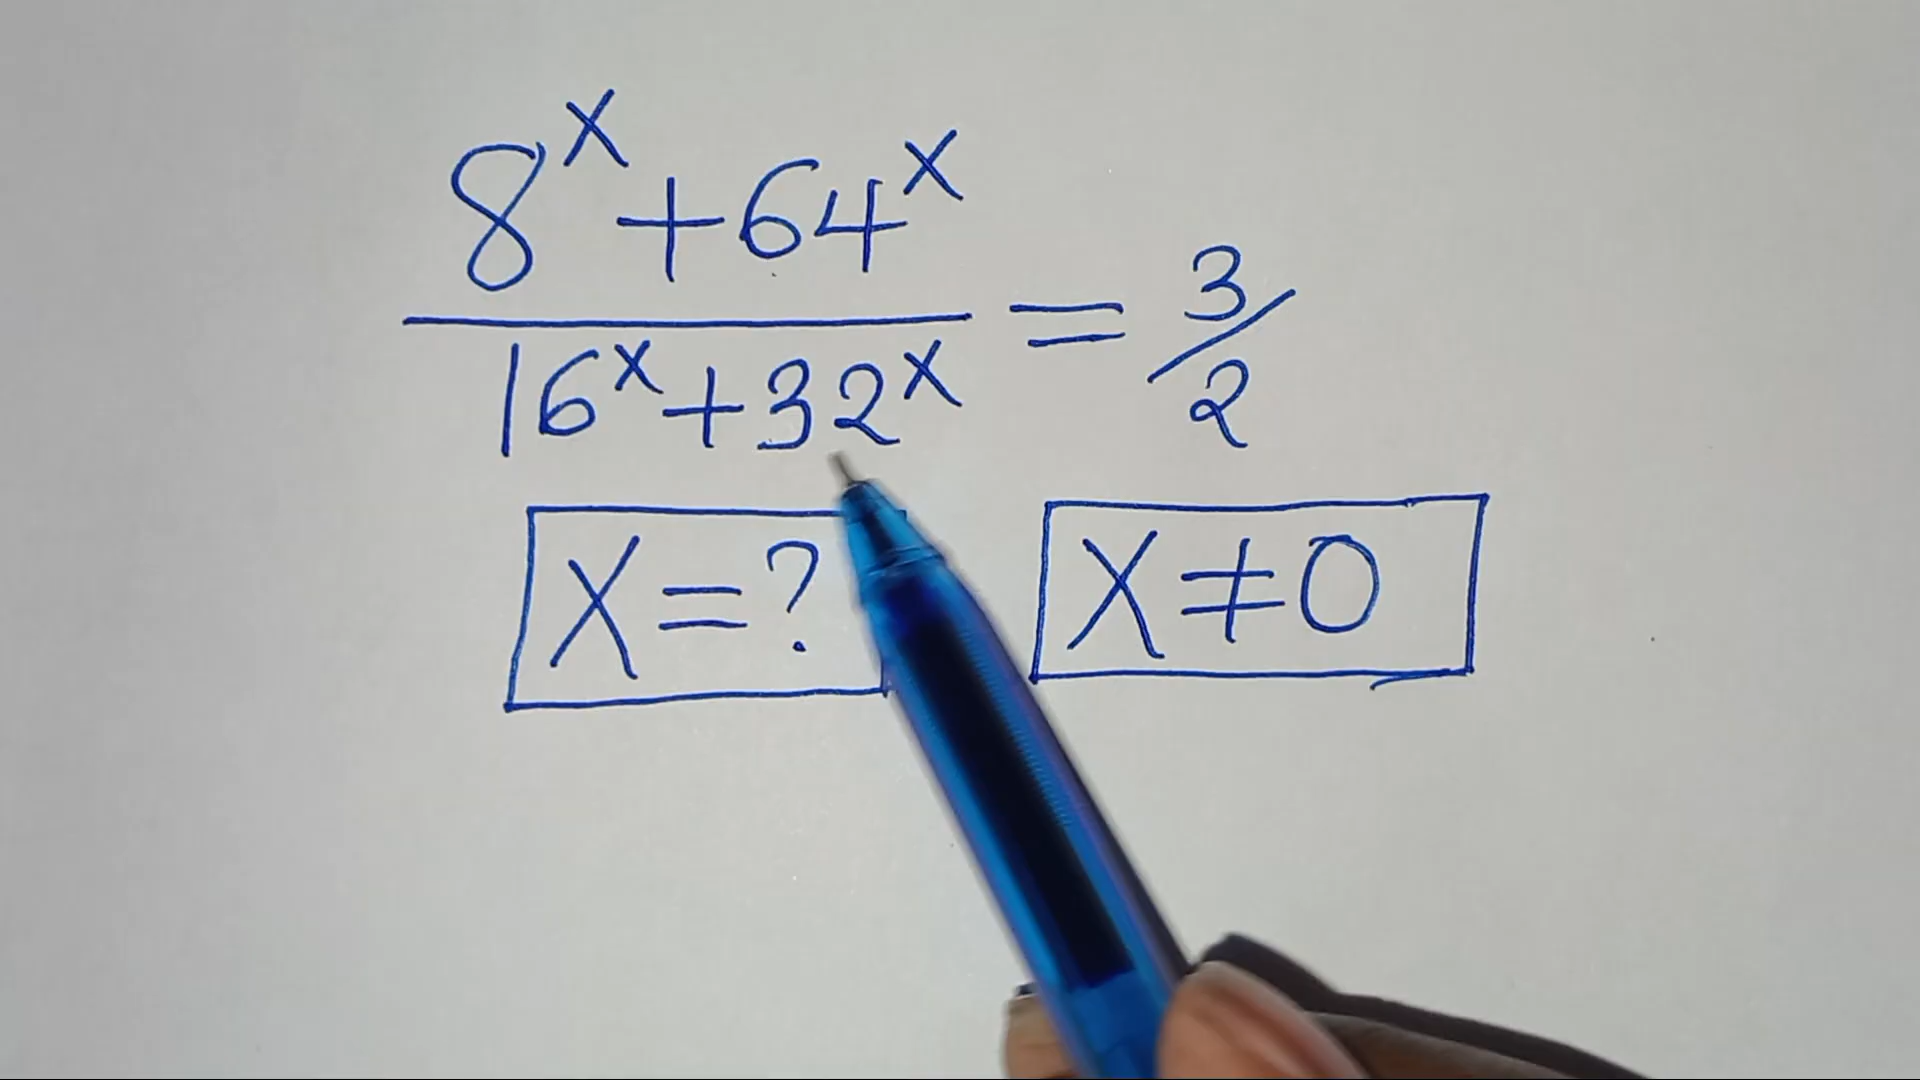 8^x + 64^x
16^x + 32^x
= 3/2
X = ?
X ≠ 0